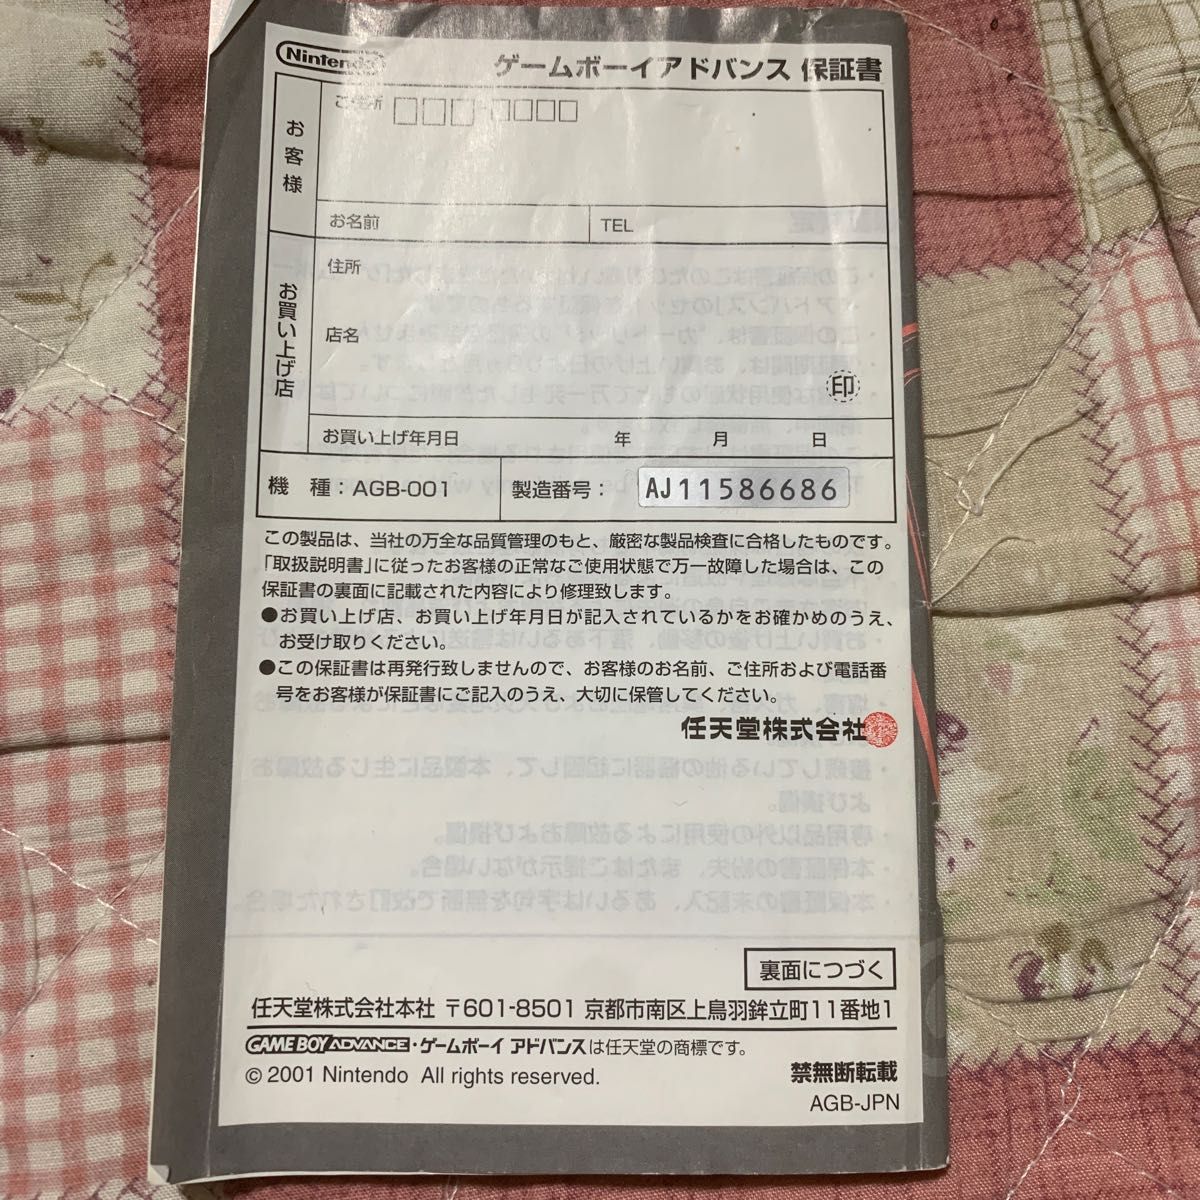 Nintendo
ゲームボーイアドバンス 保証書
お客様
ご住所 □□□ □□□□
お名前
TEL
お買い上げ店
住所
店名
印
お買い上げ年月日 年 月 日
機 種：AGB-001
製造番号： AJ11586686
この製品は、当社の万全な品質管理のもと、厳密な製品検査に合格したものです。
「取扱説明書」に従ったお客様の正常なご使用状態で万一故障した場合は、この
保証書の裏面に記載された内容により修理致します。
●お買い上げ店、お買い上げ年月日が記入されているかをお確かめのうえ、
お受け取りください。
●この保証書は再発行致しませんので、お客様のお名前、ご住所および電話番
号をお客様が保証書にご記入のうえ、大切に保管してください。
任天堂株式会社
裏面につづく
任天堂株式会社本社 〒601-8501 京都市南区上鳥羽鉾立町11番地1
GAME BOY ADVANCE・ゲームボーイ アドバンスは任天堂の商標です。
© 2001 Nintendo All rights reserved.
禁無断転載
AGB-JPN